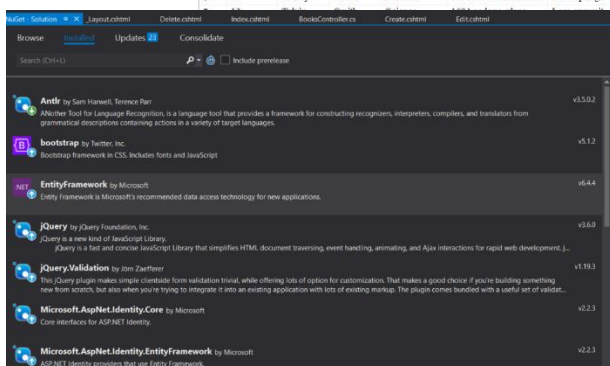 NuGet - Solution _Layout.cshtml Delete.cshtml Index.cshtml BooksController.cs Create.cshtml Edit.cshtml
Browse Installed Updates 23 Consolidate
Search (Ctrl+L) Include prerelease
Antlr by Sam Harwell, Terence Parr v3.5.0.2
ANother Tool for Language Recognition, is a language tool that provides a framework for constructing recognizers, interpreters, compilers, and translators from
grammatical descriptions containing actions in a variety of target languages.
bootstrap by Twitter, Inc. v5.1.2
Bootstrap framework in CSS. Includes fonts and JavaScript
.NET EntityFramework by Microsoft v6.4.4
Entity Framework is Microsoft's recommended data access technology for new applications.
jQuery by jQuery Foundation, Inc. v3.6.0
jQuery is a new kind of JavaScript Library.
jQuery is a fast and concise JavaScript Library that simplifies HTML document traversing, event handling, animating, and Ajax interactions for rapid web development. j...
jQuery.Validation by Jörn Zaefferer v1.19.3
This jQuery plugin makes simple clientside form validation trivial, while offering lots of option for customization. That makes a good choice if you're building something
new from scratch, but also when you're trying to integrate it into an existing application with lots of existing markup. The plugin comes bundled with a useful set of validat...
Microsoft.AspNet.Identity.Core by Microsoft v2.2.3
Core interfaces for ASP.NET Identity.
Microsoft.AspNet.Identity.EntityFramework by Microsoft v2.2.3
ASP.NET Identity providers that use Entity Framework.